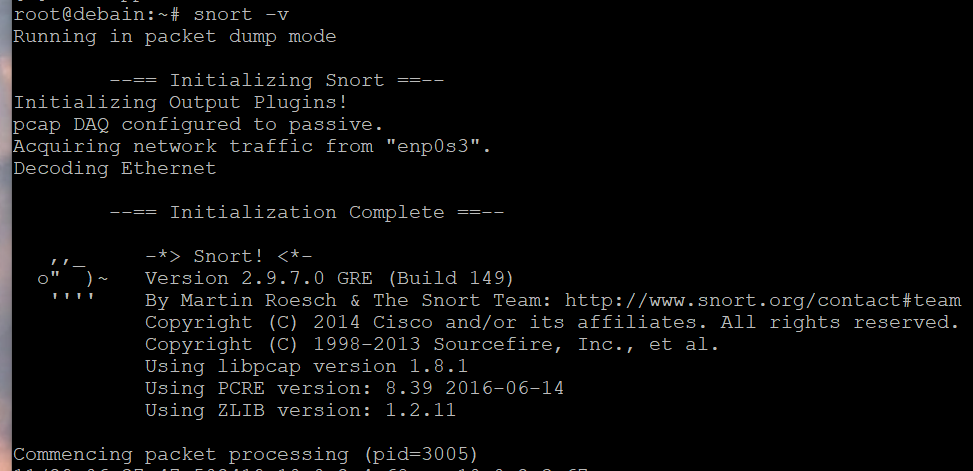 root@debain:~# snort -v
Running in packet dump mode
--== Initializing Snort ==--
Initializing Output Plugins!
pcap DAQ configured to passive.
Acquiring network traffic from "enp0s3".
Decoding Ethernet
--== Initialization Complete ==--
,,_ -*> Snort! <*-
o" )~ Version 2.9.7.0 GRE (Build 149)
'''' By Martin Roesch & The Snort Team: http://www.snort.org/contact#team
Copyright (C) 2014 Cisco and/or its affiliates. All rights reserved.
Copyright (C) 1998-2013 Sourcefire, Inc., et al.
Using libpcap version 1.8.1
Using PCRE version: 8.39 2016-06-14
Using ZLIB version: 1.2.11
Commencing packet processing (pid=3005)